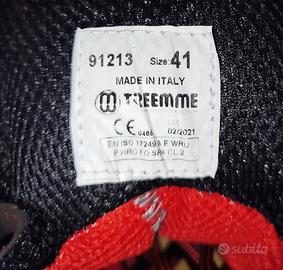 91213 Size: 41
MADE IN ITALY
TREEMME
CE 0465 02/2021
EN ISO 17249 A E WRU
P HRO FO SRA CL.2
subito